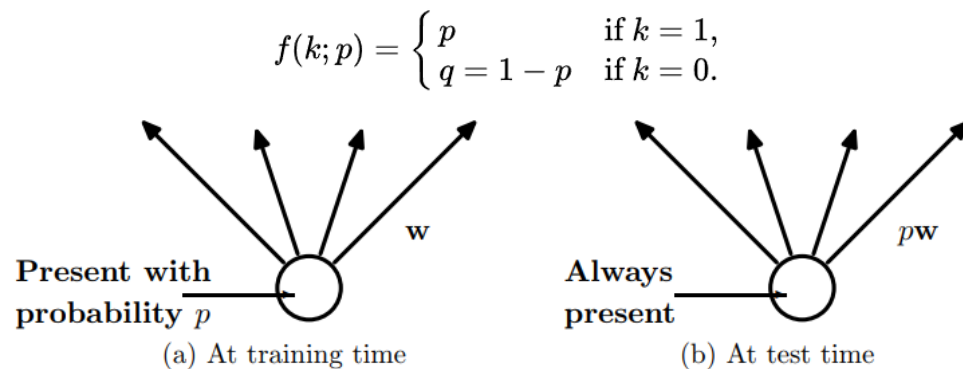 f(k; p) = { p if k = 1,
q = 1 − p if k = 0.
w
Present with
probability p
(a) At training time
pw
Always
present
(b) At test time